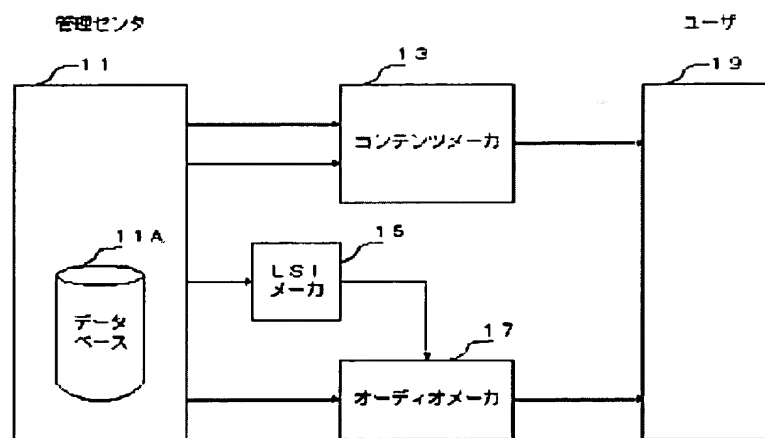 管理センタ
ユーザ
11
13
19
コンテンツメーカ
11A
15
LSI
メーカ
データ
ベース
17
オーディオメーカ